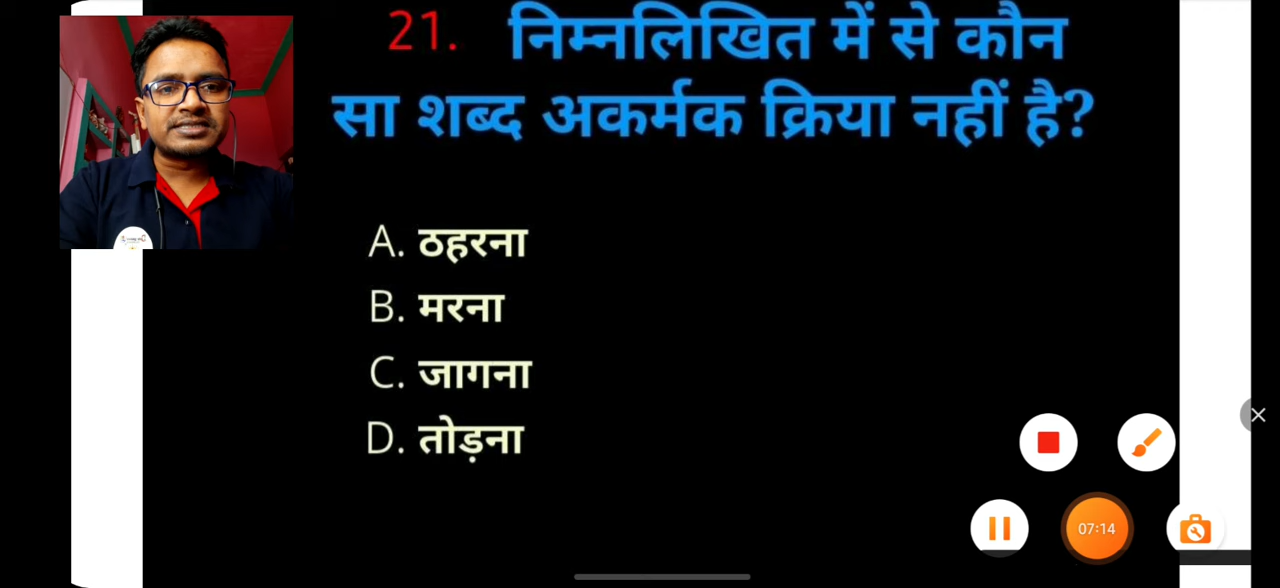 21. निम्नलिखित में से कौन
सा शब्द अकर्मक क्रिया नहीं है?
A. ठहरना
B. मरना
C. जागना
D. तोड़ना
07:14